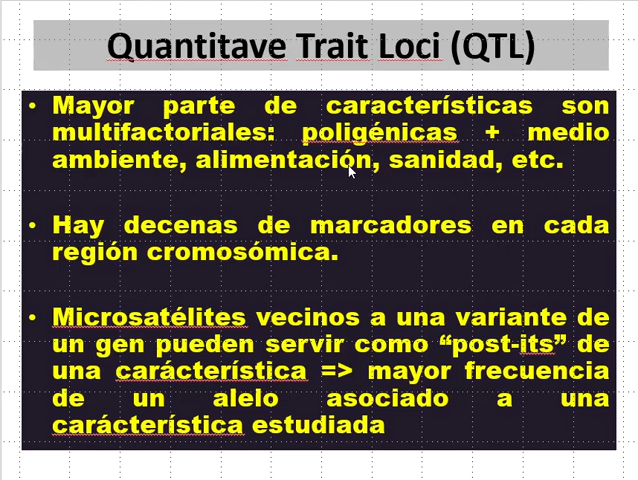 Quantitave Trait Loci (QTL)
• Mayor parte de características son
multifactoriales: poligénicas + medio
ambiente, alimentación, sanidad, etc.
• Hay decenas de marcadores en cada
región cromosómica.
• Microsatélites vecinos a una variante de
un gen pueden servir como “post-its” de
una carácterística => mayor frecuencia
de un alelo asociado a una
carácterística estudiada